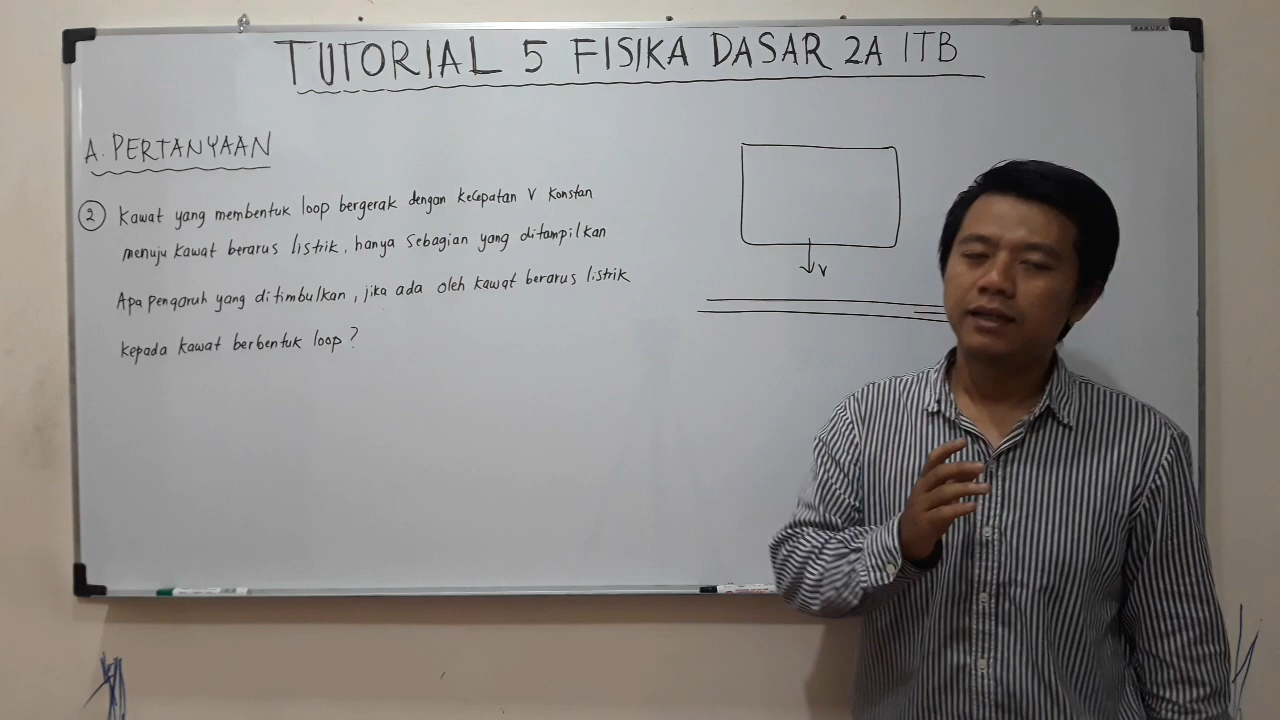 SAKURA
TUTORIAL 5 FISIKA DASAR 2A ITB
A. PERTANYAAN
2 Kawat yang membentuk loop bergerak dengan kecepatan V Konstan
menuju kawat berarus listrik, hanya sebagian yang ditampilkan
Apa pengaruh yang ditimbulkan, jika ada oleh kawat berarus listrik
kepada kawat berbentuk loop?
V